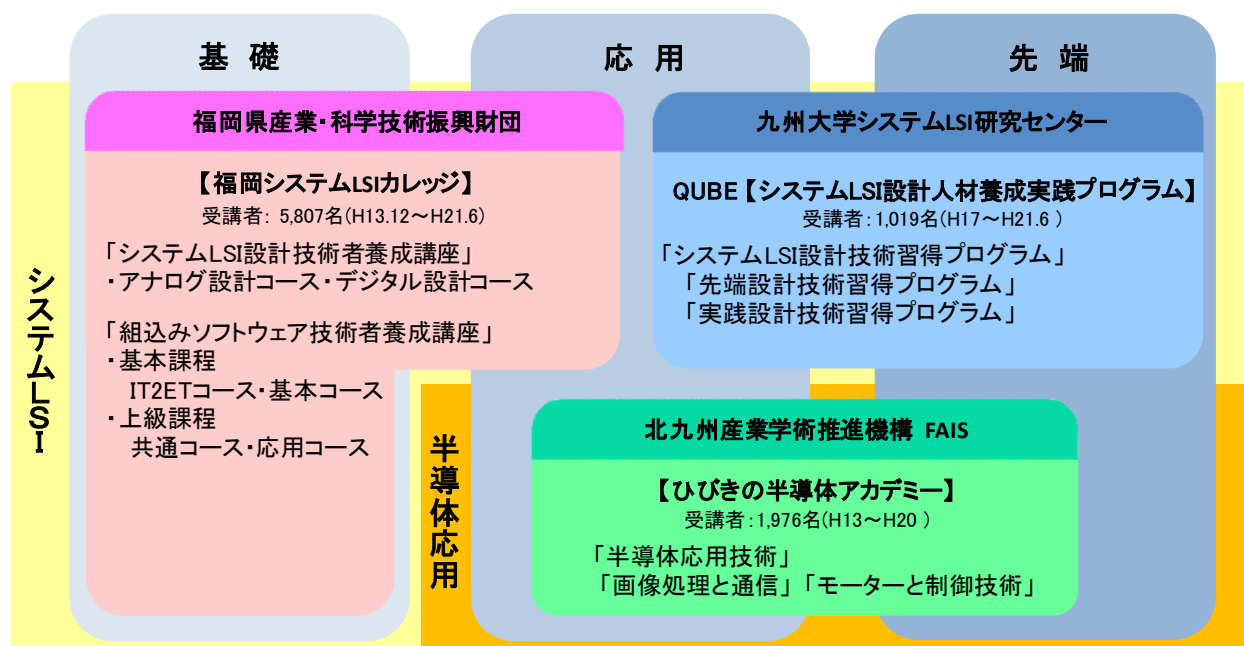 基 礎
応 用
先 端
システムLSI
福岡県産業・科学技術振興財団
【福岡システムLSIカレッジ】
受講者： 5,807名(H13.12～H21.6)
「システムLSI設計技術者養成講座」
・アナログ設計コース・デジタル設計コース
「組込みソフトウェア技術者養成講座」
・基本課程
IT2ETコース・基本コース
・上級課程
共通コース・応用コース
九州大学システムLSI研究センター
QUBE【システムLSI設計人材養成実践プログラム】
受講者：1,019名(H17～H21.6 )
「システムLSI設計技術習得プログラム」
「先端設計技術習得プログラム」
「実践設計技術習得プログラム」
半導体応用
北九州産業学術推進機構 FAIS
【ひびきの半導体アカデミー】
受講者：1,976名(H13～H20 )
「半導体応用技術」
「画像処理と通信」「モーターと制御技術」